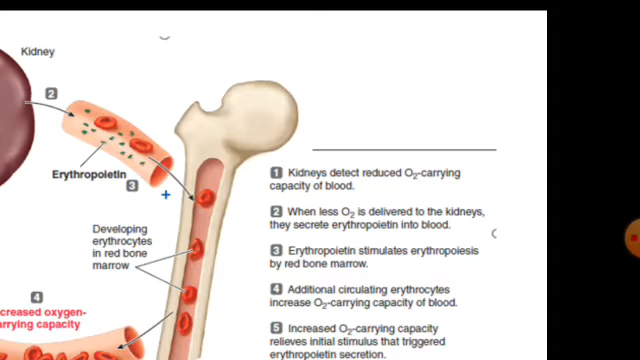 Kidney
2
Erythropoietin
3
+
Developing
erythrocytes
in red bone
marrow
4
creased oxygen-
arrying capacity
1 Kidneys detect reduced O₂-carrying
capacity of blood.
2 When less O₂ is delivered to the kidneys,
they secrete erythropoietin into blood.
3 Erythropoietin stimulates erythropoiesis
by red bone marrow.
4 Additional circulating erythrocytes
increase O₂-carrying capacity of blood.
5 Increased O₂-carrying capacity
relieves initial stimulus that triggered
erythropoietin secretion.